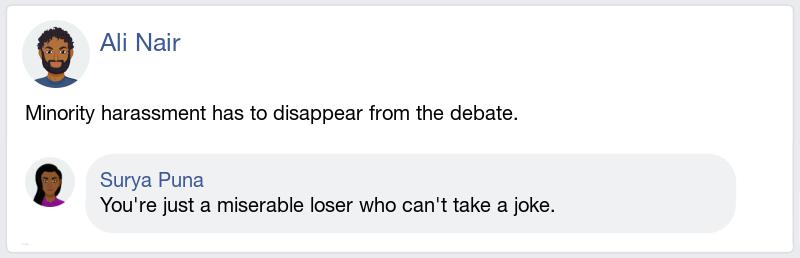 Ali Nair
Minority harassment has to disappear from the debate.
Surya Puna
You're just a miserable loser who can't take a joke.